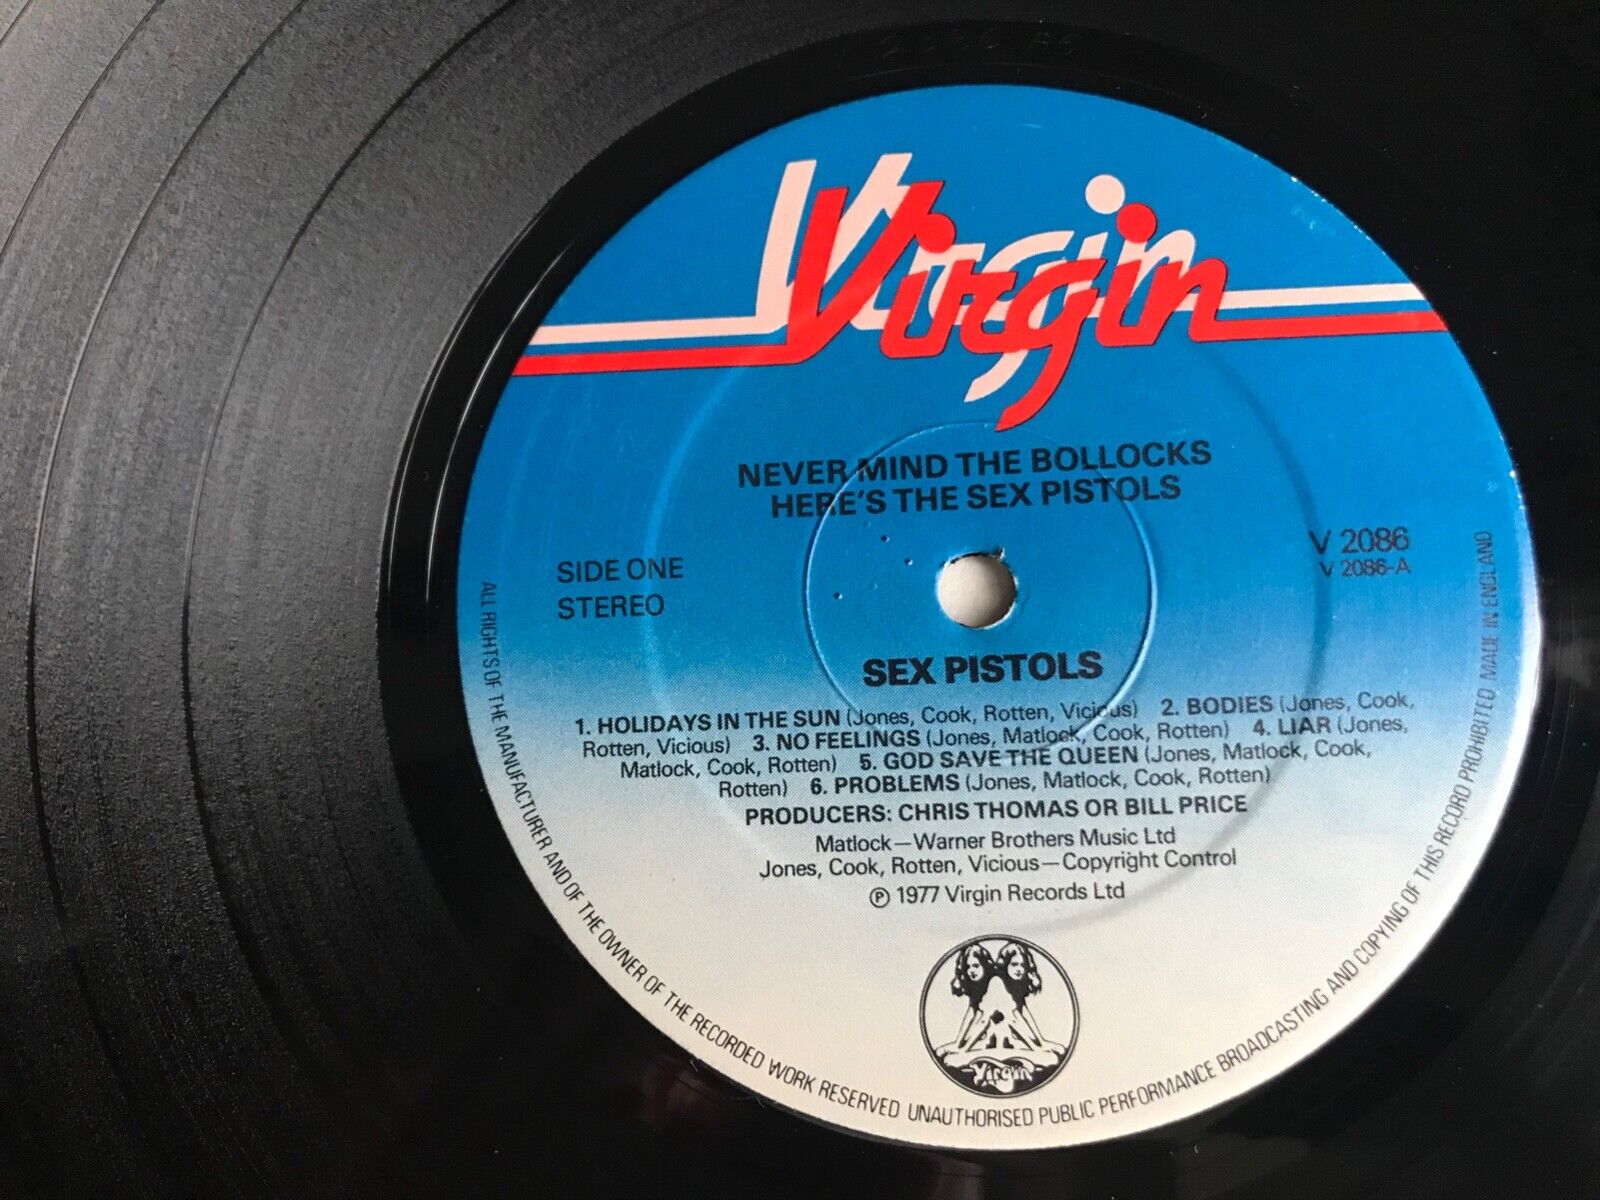 Virgin
NEVER MIND THE BOLLOCKS
HERE'S THE SEX PISTOLS
SIDE ONE
STEREO
V 2086
V 2086-A
SEX PISTOLS
1. HOLIDAYS IN THE SUN (Jones, Cook, Rotten, Vicious) 2. BODIES (Jones, Cook,
Rotten, Vicious) 3. NO FEELINGS (Jones, Matlock, Cook, Rotten) 4. LIAR (Jones,
Matlock, Cook, Rotten) 5. GOD SAVE THE QUEEN (Jones, Matlock, Cook,
Rotten) 6. PROBLEMS (Jones, Matlock, Cook, Rotten)
PRODUCERS: CHRIS THOMAS OR BILL PRICE
Matlock—Warner Brothers Music Ltd
Jones, Cook, Rotten, Vicious—Copyright Control
℗ 1977 Virgin Records Ltd
Virgin
ALL RIGHTS OF THE MANUFACTURER AND OF THE OWNER OF THE RECORDED WORK RESERVED UNAUTHORISED PUBLIC PERFORMANCE BROADCASTING AND COPYING OF THIS RECORD PROHIBITED MADE IN ENGLAND